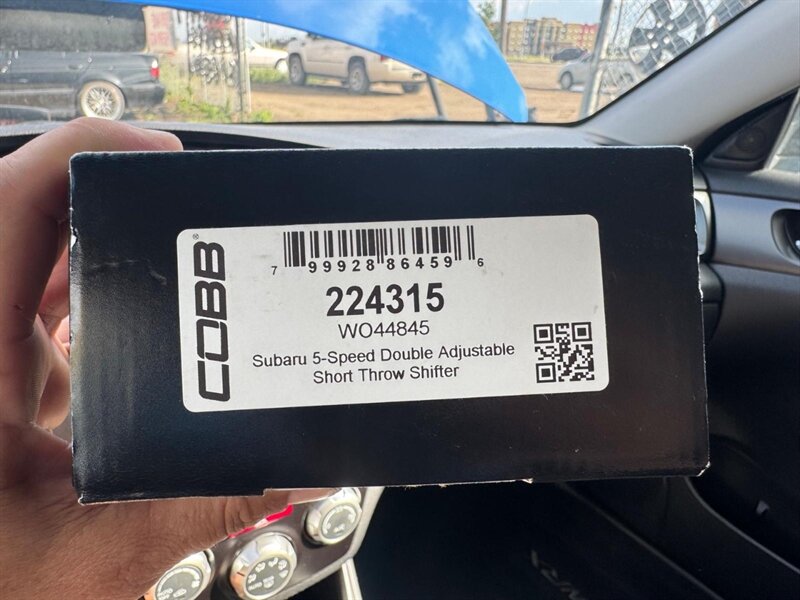 COBB®
7 99928 86459 6
224315
WO44845
Subaru 5-Speed Double Adjustable
Short Throw Shifter